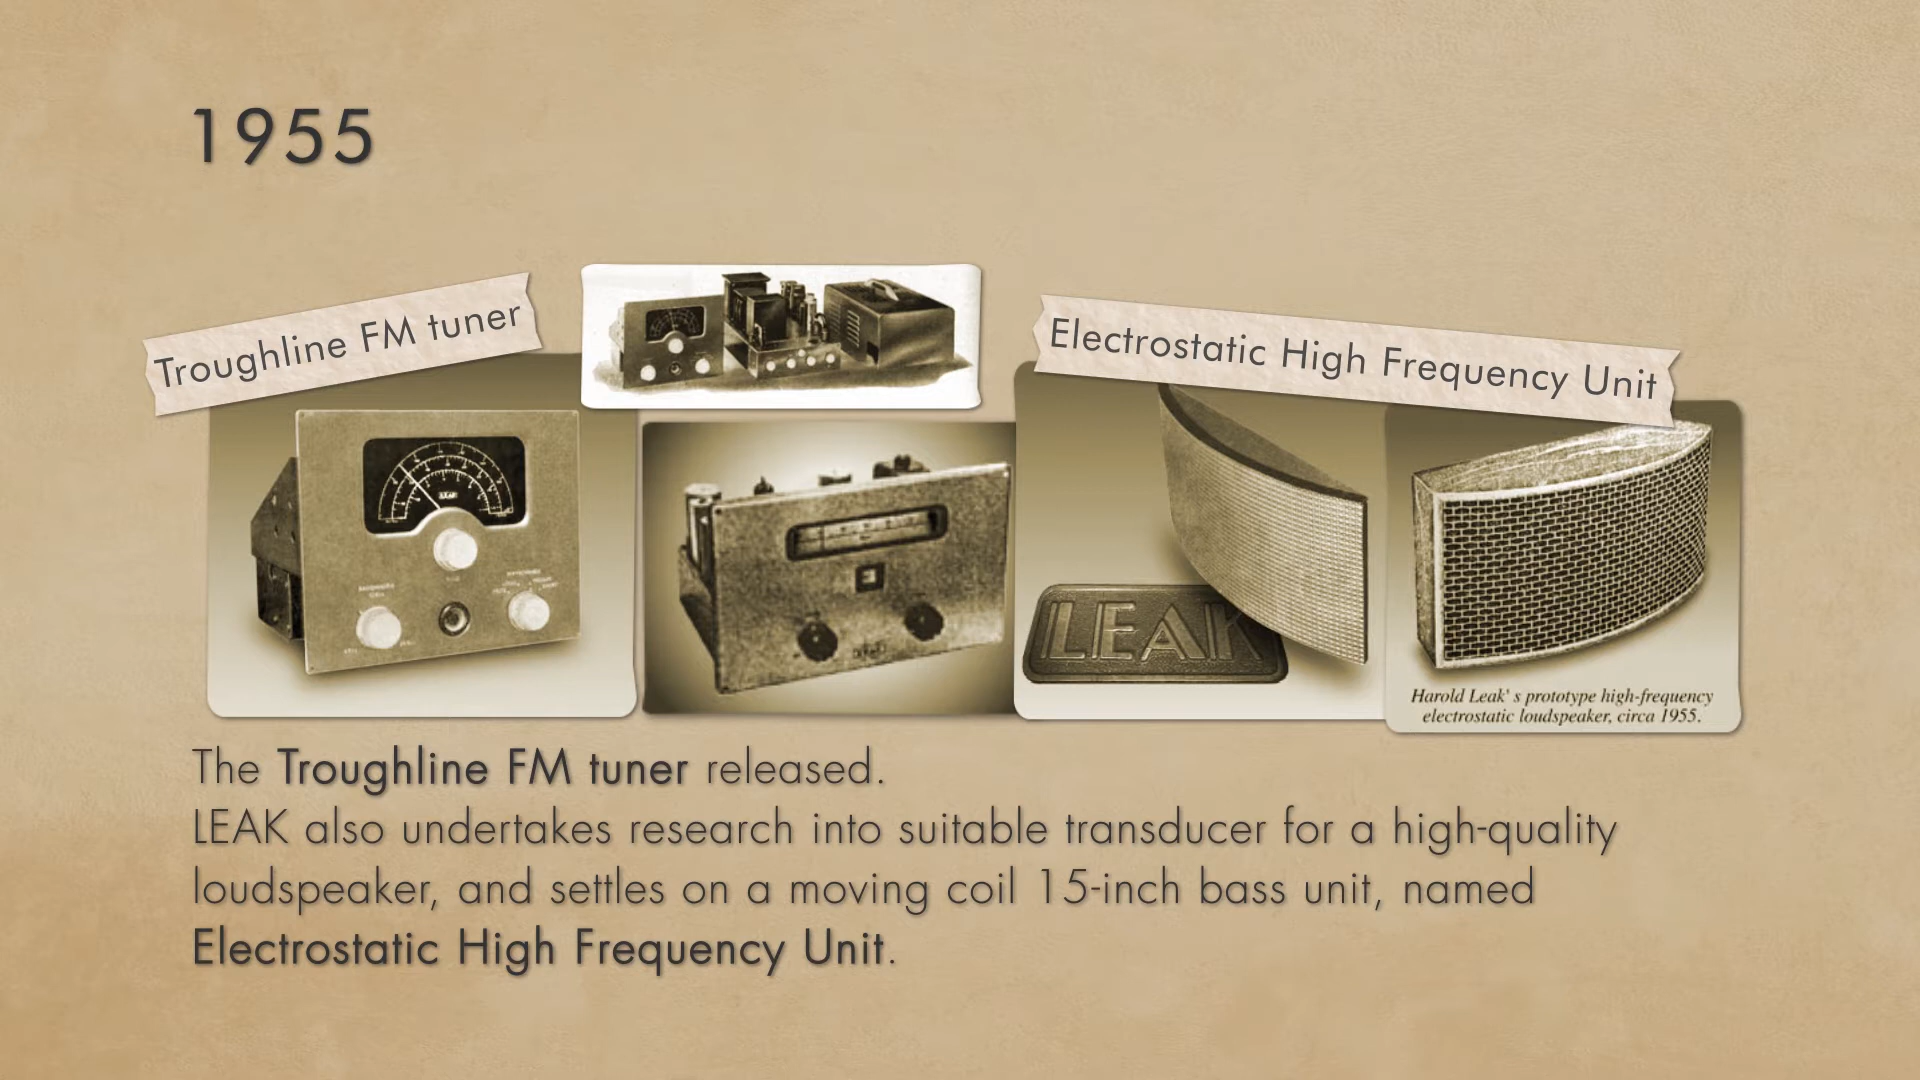 1955
Troughline FM tuner
Electrostatic High Frequency Unit
LEAK
Harold Leak' s prototype high-frequency
electrostatic loudspeaker, circa 1955.
The Troughline FM tuner released.
LEAK also undertakes research into suitable transducer for a high-quality
loudspeaker, and settles on a moving coil 15-inch bass unit, named
Electrostatic High Frequency Unit.